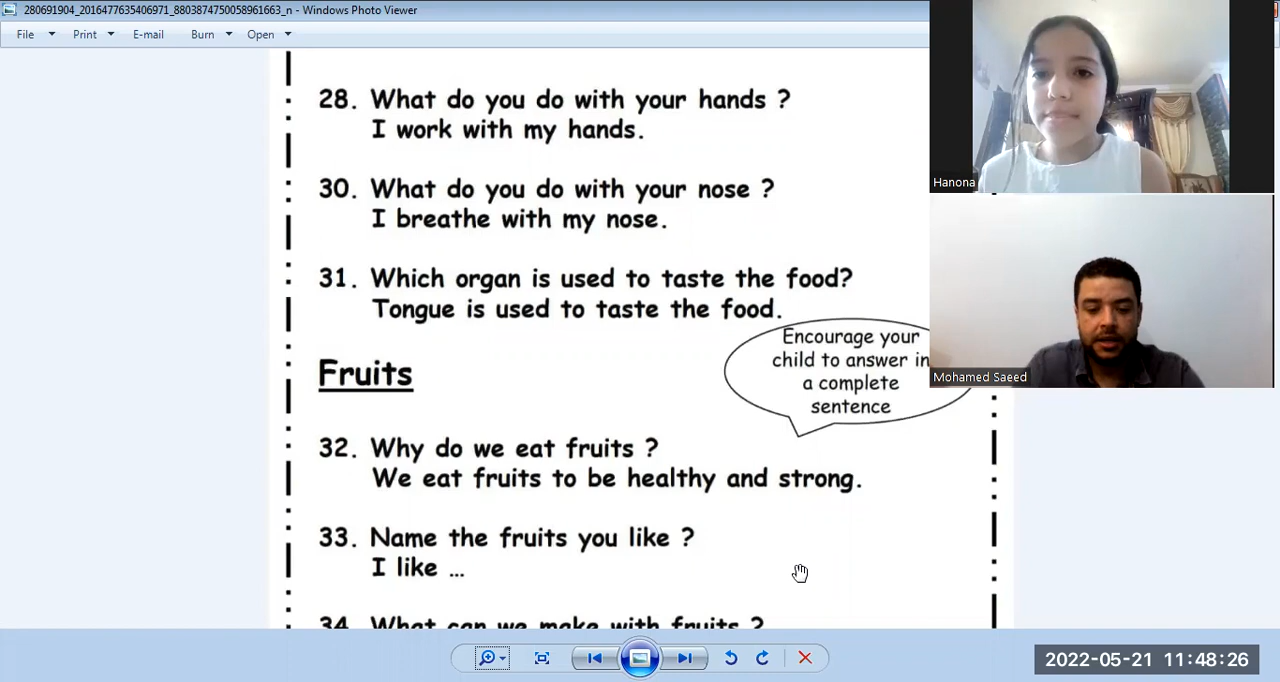 280691904_2016477635406971_8803874750058961663_n - Windows Photo Viewer
File Print E-mail Burn Open
28. What do you do with your hands ?
I work with my hands.
30. What do you do with your nose ?
I breathe with my nose.
31. Which organ is used to taste the food?
Tongue is used to taste the food.
Fruits
Encourage your
child to answer in
a complete
sentence
32. Why do we eat fruits ?
We eat fruits to be healthy and strong.
33. Name the fruits you like ?
I like ...
34. What can we make with fruits ?
Hanona
Mohamed Saeed
2022-05-21 11:48:26